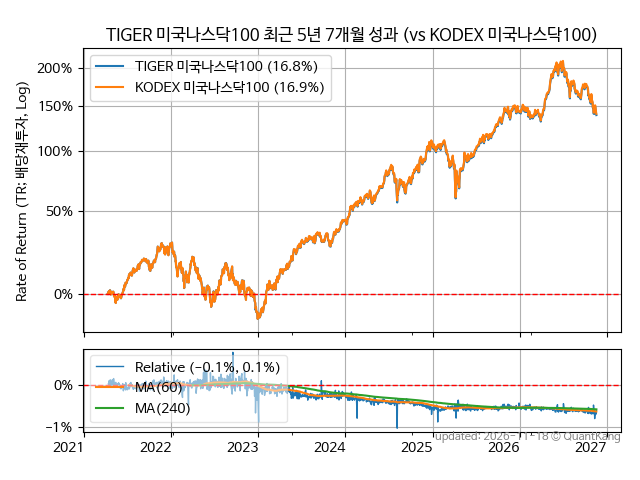 TIGER 미국나스닥100 최근 5년 7개월 성과 (vs KODEX 미국나스닥100)
Rate of Return (TR: 배당재투자, Log)
200%
150%
100%
50%
0%
TIGER 미국나스닥100 (16.8%)
KODEX 미국나스닥100 (16.9%)
0%
−1%
Relative (−0.1%, 0.1%)
MA(60)
MA(240)
2021 2022 2023 2024 2025 2026 2027
updated: 2026-11-18 © QuantKang